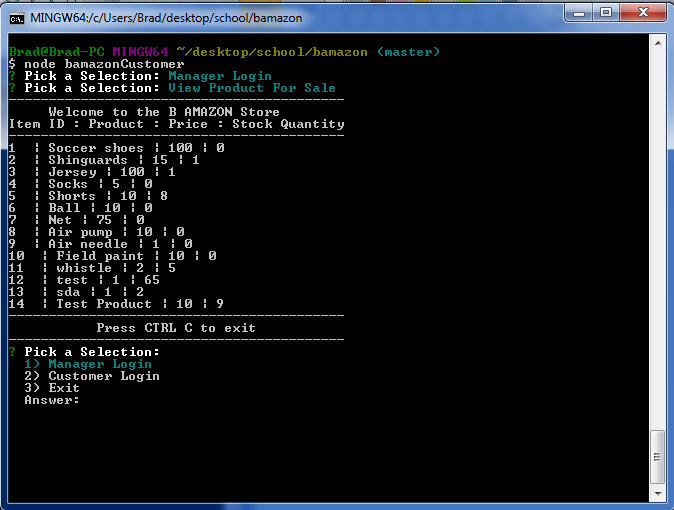 MINGW64:/c/Users/Brad/desktop/school/bamazon
Brad@Brad-PC MINGW64 ~/desktop/school/bamazon (master)
$ node bamazonCustomer
? Pick a Selection: Manager Login
? Pick a Selection: View Product For Sale
------------------------------------------
Welcome to the B AMAZON Store
Item ID : Product : Price : Stock Quantity
------------------------------------------
1 ¦ Soccer shoes ¦ 100 ¦ 0
2 ¦ Shinguards ¦ 15 ¦ 1
3 ¦ Jersey ¦ 100 ¦ 1
4 ¦ Socks ¦ 5 ¦ 0
5 ¦ Shorts ¦ 10 ¦ 8
6 ¦ Ball ¦ 10 ¦ 0
7 ¦ Net ¦ 75 ¦ 0
8 ¦ Air pump ¦ 10 ¦ 0
9 ¦ Air needle ¦ 1 ¦ 0
10 ¦ Field paint ¦ 10 ¦ 0
11 ¦ whistle ¦ 2 ¦ 5
12 ¦ test ¦ 1 ¦ 65
13 ¦ sda ¦ 1 ¦ 2
14 ¦ Test Product ¦ 10 ¦ 9
------------------------------------------
Press CTRL C to exit
------------------------------------------
? Pick a Selection:
1) Manager Login
2) Customer Login
3) Exit
Answer: